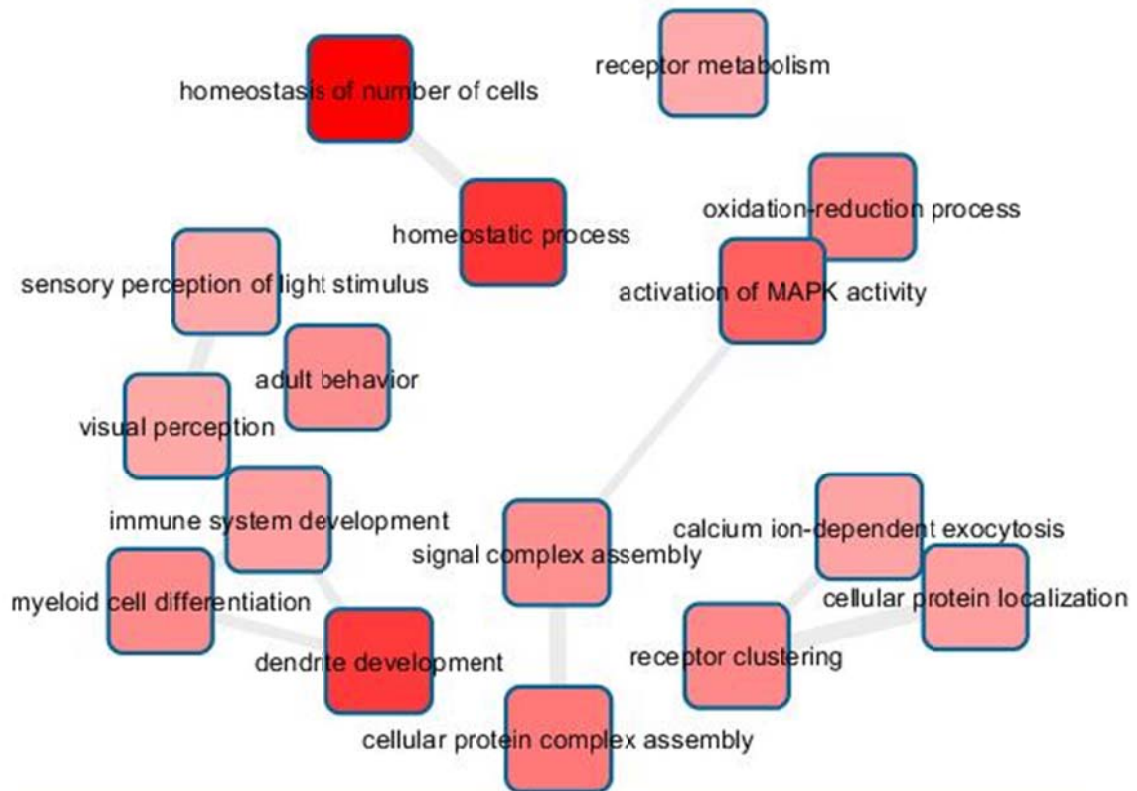 receptor metabolism
homeostasis of number of cells
oxidation-reduction process
homeostatic process
sensory perception of light stimulus
activation of MAPK activity
adult behavior
visual perception
immune system development
calcium ion-dependent exocytosis
signal complex assembly
myeloid cell differentiation
cellular protein localization
receptor clustering
dendrite development
cellular protein complex assembly